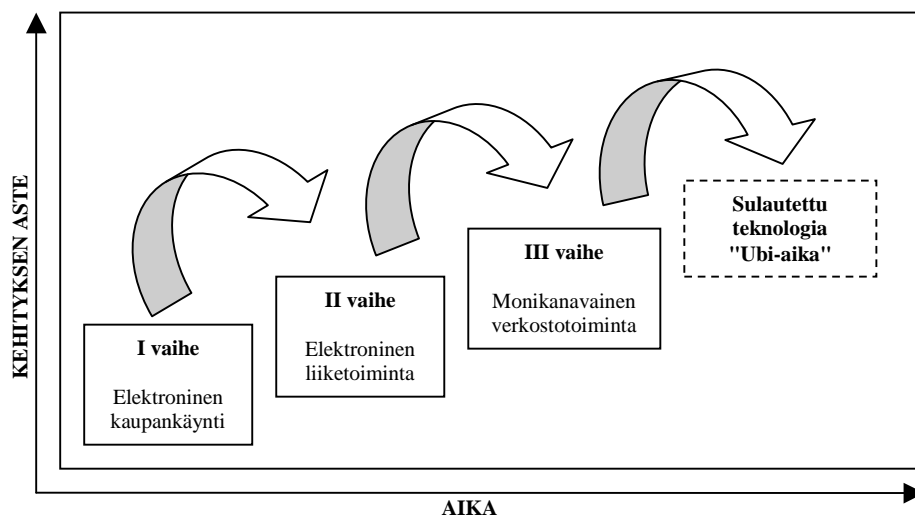 KEHITYKSEN ASTE
I vaihe
Elektroninen
kaupankäynti
II vaihe
Elektroninen
liiketoiminta
III vaihe
Monikanavainen
verkostotoiminta
Sulautettu
teknologia
"Ubi-aika"
AIKA